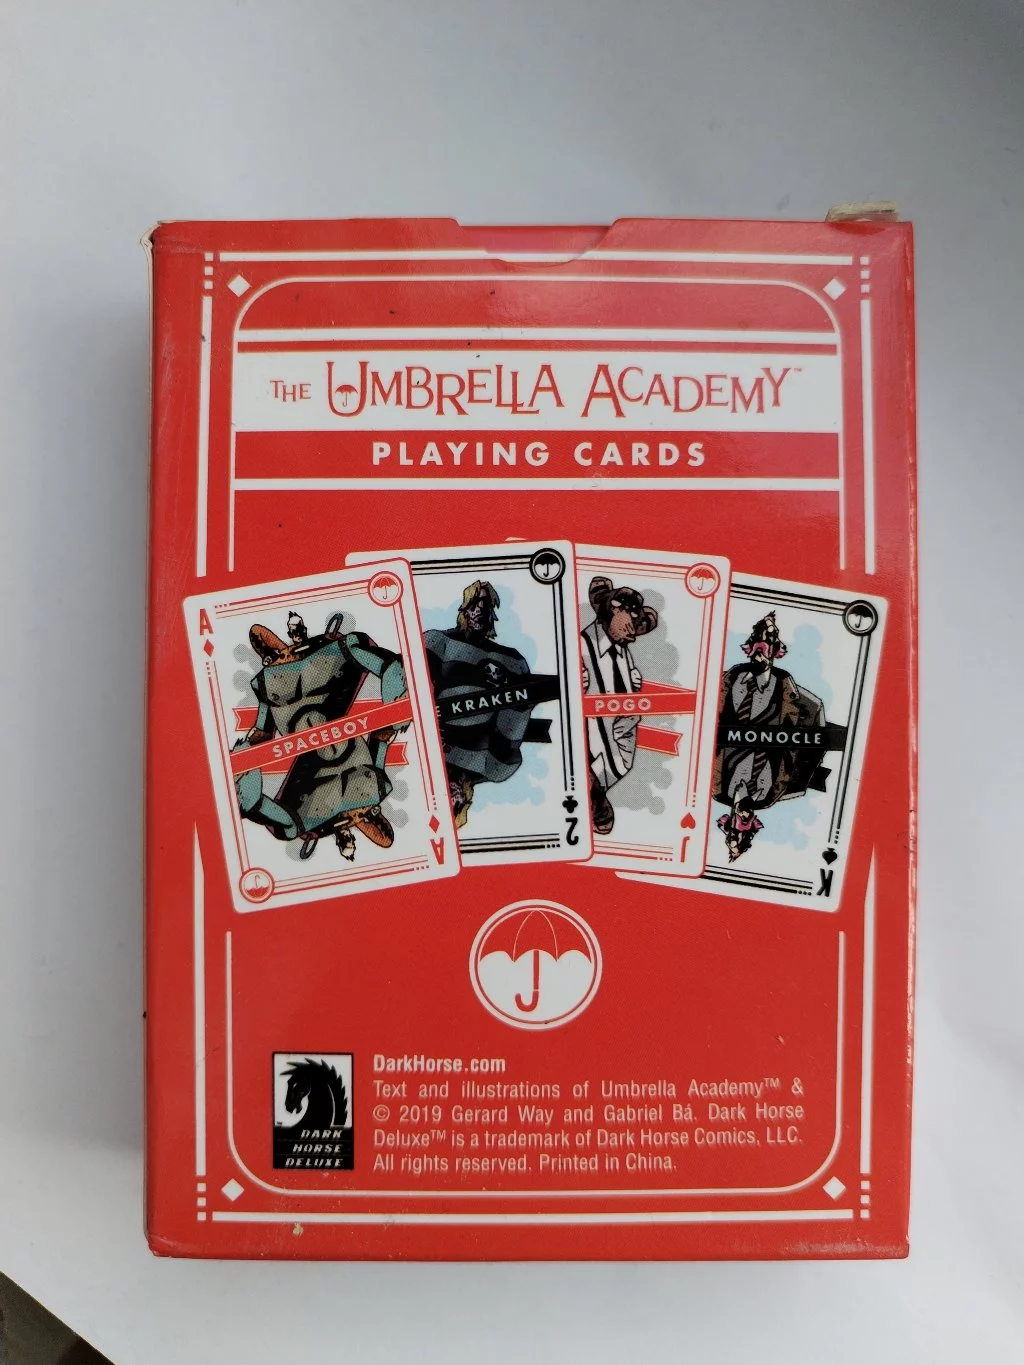 THE UMBRELLA ACADEMY™
PLAYING CARDS
A
SPACEBOY
A
KRAKEN
2
POGO
J
MONOCLE
K
DARK
HORSE
DELUXE
DarkHorse.com
Text and illustrations of Umbrella Academy™ &
© 2019 Gerard Way and Gabriel Bá. Dark Horse
Deluxe™ is a trademark of Dark Horse Comics, LLC.
All rights reserved. Printed in China.